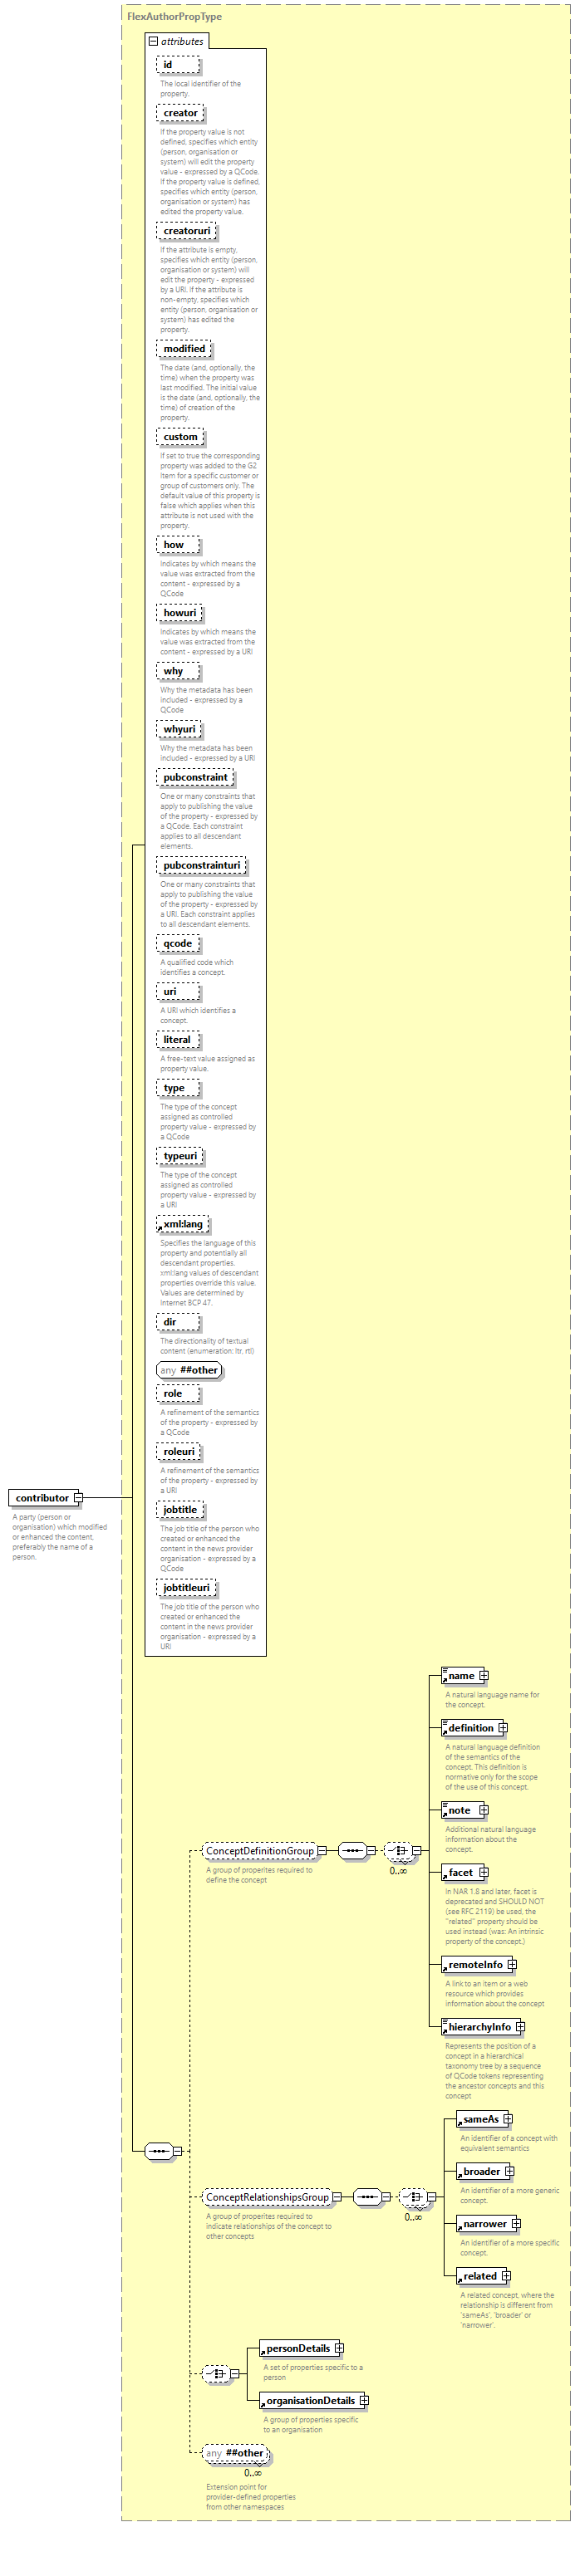 FlexAuthorPropType
attributes
id
The local identifier of the
property.
creator
If the property value is not
defined, specifies which entity
(person, organisation or
system) will edit the property
value - expressed by a QCode.
If the property value is defined,
specifies which entity (person,
organisation or system) has
edited the property value.
creatoruri
If the attribute is empty,
specifies which entity (person,
organisation or system) will
edit the property - expressed
by a URI. If the attribute is
non-empty, specifies which
entity (person, organisation or
system) has edited the
property.
modified
The date (and, optionally, the
time) when the property was
last modified. The initial value
is the date (and, optionally, the
time) of creation of the
property.
custom
If set to true the corresponding
property was added to the G2
Item for a specific customer or
group of customers only. The
default value of this property is
false which applies when this
attribute is not used with the
property.
how
Indicates by which means the
value was extracted from the
content - expressed by a
QCode
howuri
Indicates by which means the
value was extracted from the
content - expressed by a URI
why
Why the metadata has been
included - expressed by a
QCode
whyuri
Why the metadata has been
included - expressed by a URI
pubconstraint
One or many constraints that
apply to publishing the value
of the property - expressed by
a QCode. Each constraint
applies to all descendant
elements.
pubconstrainturi
One or many constraints that
apply to publishing the value
of the property - expressed by
a URI. Each constraint applies
to all descendant elements.
qcode
A qualified code which
identifies a concept.
uri
A URI which identifies a
concept.
literal
A free-text value assigned as
property value.
type
The type of the concept
assigned as controlled
property value - expressed by
a QCode
typeuri
The type of the concept
assigned as controlled
property value - expressed by
a URI
xml:lang
Specifies the language of this
property and potentially all
descendant properties.
xml:lang values of descendant
properties override this value.
Values are determined by
Internet BCP 47.
dir
The directionality of textual
content (enumeration: ltr, rtl)
any ##other
role
A refinement of the semantics
of the property - expressed by
a QCode
roleuri
A refinement of the semantics
of the property - expressed by
a URI
jobtitle
The job title of the person who
created or enhanced the
content in the news provider
organisation - expressed by a
QCode
jobtitleuri
The job title of the person who
created or enhanced the
content in the news provider
organisation - expressed by a
URI
contributor
A party (person or
organisation) which modified
or enhanced the content,
preferably the name of a
person.
name
A natural language name for
the concept.
definition
A natural language definition
of the semantics of the
concept. This definition is
normative only for the scope
of the use of this concept.
note
Additional natural language
information about the
concept.
ConceptDefinitionGroup
0..∞
A group of properites required to
define the concept
facet
In NAR 1.8 and later, facet is
deprecated and SHOULD NOT
(see RFC 2119) be used, the
"related" property should be
used instead (was: An intrinsic
property of the concept.)
remoteInfo
A link to an item or a web
resource which provides
information about the concept
hierarchyInfo
Represents the position of a
concept in a hierarchical
taxonomy tree by a sequence
of QCode tokens representing
the ancestor concepts and this
concept
sameAs
An identifier of a concept with
equivalent semantics
broader
An identifier of a more generic
concept.
ConceptRelationshipsGroup
0..∞
A group of properites required to
indicate relationships of the concept to
other concepts
narrower
An identifier of a more specific
concept.
related
A related concept, where the
relationship is different from
'sameAs', 'broader' or
'narrower'.
personDetails
A set of properties specific to a
person
organisationDetails
A group of properties specific
to an organisation
any ##other
0..∞
Extension point for
provider-defined properties
from other namespaces